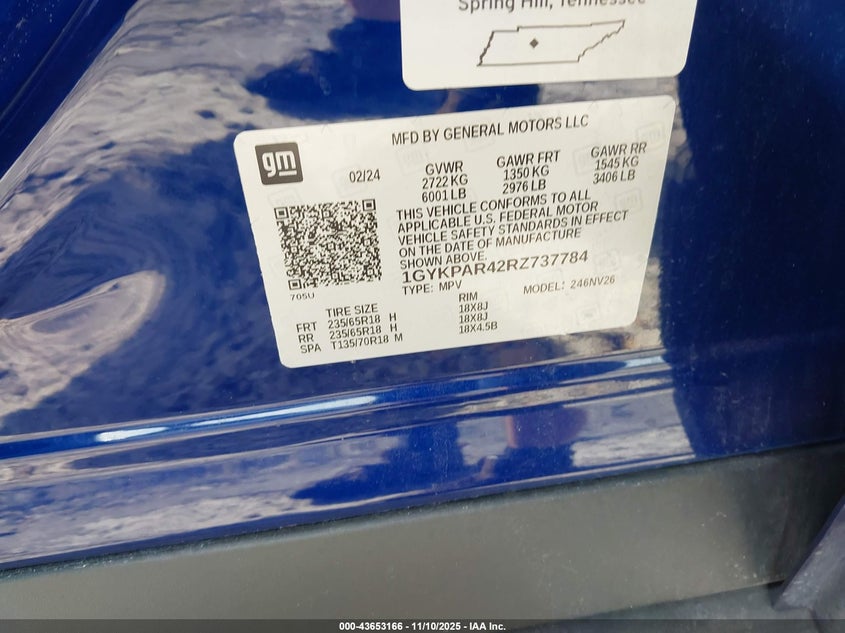 Spring Hill, Tennessee
MFD BY GENERAL MOTORS LLC
gm
02/24
GVWR
2722 KG
6001 LB
GAWR FRT
1350 KG
2976 LB
GAWR RR
1545 KG
3406 LB
THIS VEHICLE CONFORMS TO ALL
APPLICABLE U.S. FEDERAL MOTOR
VEHICLE SAFETY STANDARDS IN EFFECT
ON THE DATE OF MANUFACTURE
SHOWN ABOVE.
1GYKPAR42RZ737784
TYPE: MPV MODEL: 246NV26
705U
TIRE SIZE RIM
FRT 235/65R18 H 18X8J
RR 235/65R18 H 18X8J
SPA T135/70R18 M 18X4.5B
000-43653166 - 11/10/2025 - IAA Inc.